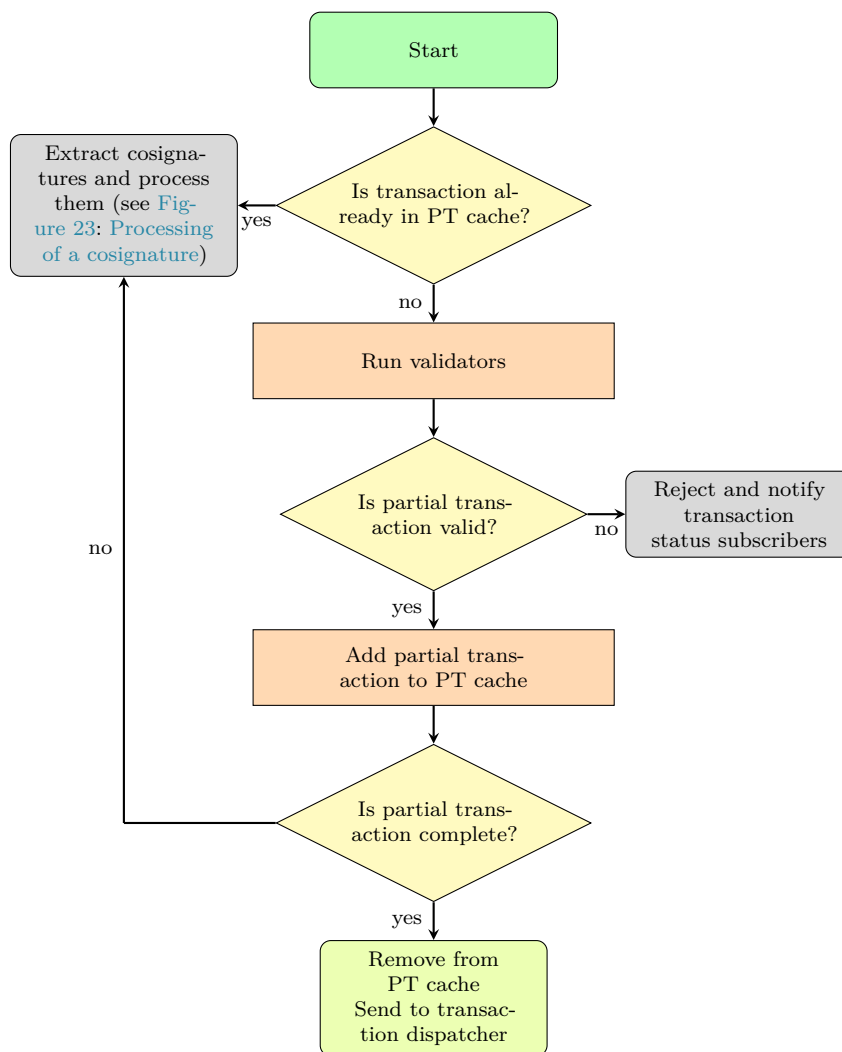 Start
Extract cosigna-
tures and process
them (see Fig-
ure 23: Processing
of a cosignature)
yes
Is transaction al-
ready in PT cache?
no
Run validators
Is partial trans-
action valid?
no
Reject and notify
transaction
status subscribers
no
yes
Add partial trans-
action to PT cache
Is partial trans-
action complete?
yes
Remove from
PT cache
Send to transac-
tion dispatcher